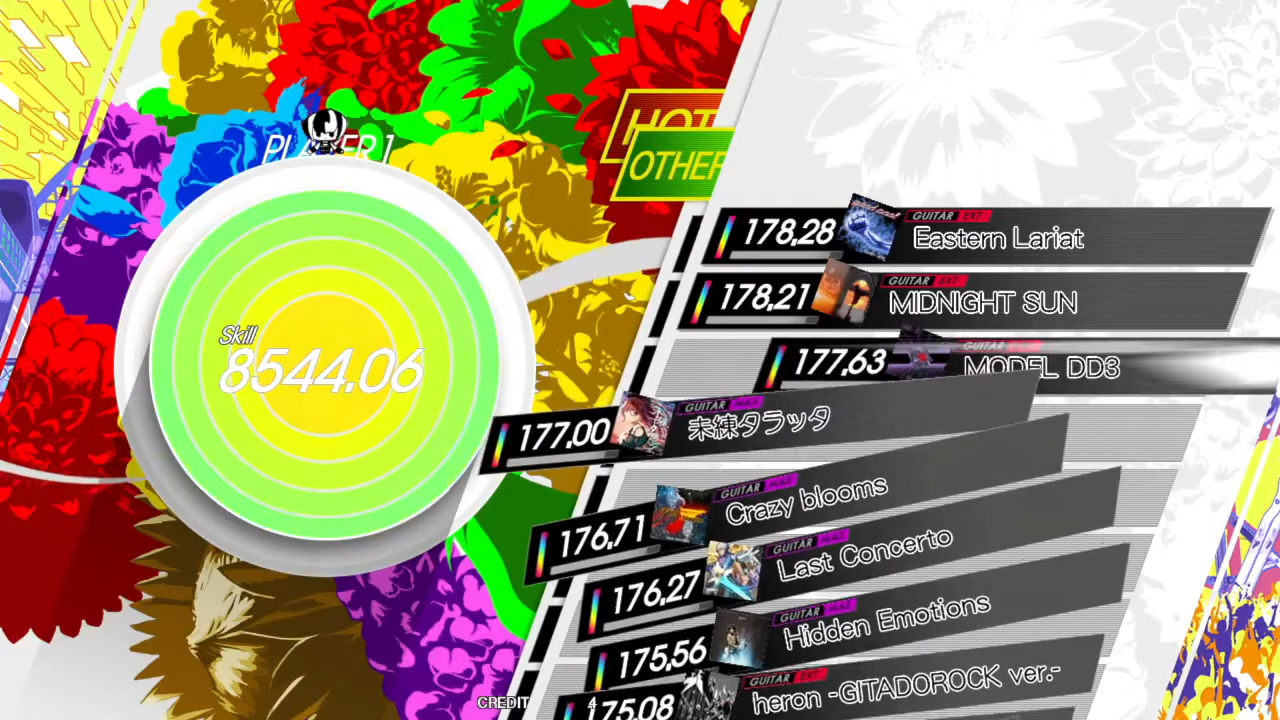 PLAYER1
HOT
OTHER
Skill
8544.06
178.28 GUITAR EXT
Eastern Lariat
178.21 GUITAR EXT
MIDNIGHT SUN
177.63 GUITAR
MODEL DD3
177.00 GUITAR MAS
未練タラッタ
176.71 GUITAR MAS
Crazy blooms
176.27 GUITAR MAS
Last Concerto
175.56 GUITAR MAS
Hidden Emotions
175.08 GUITAR EXT
heron -GITADOROCK ver.-
CREDIT 4